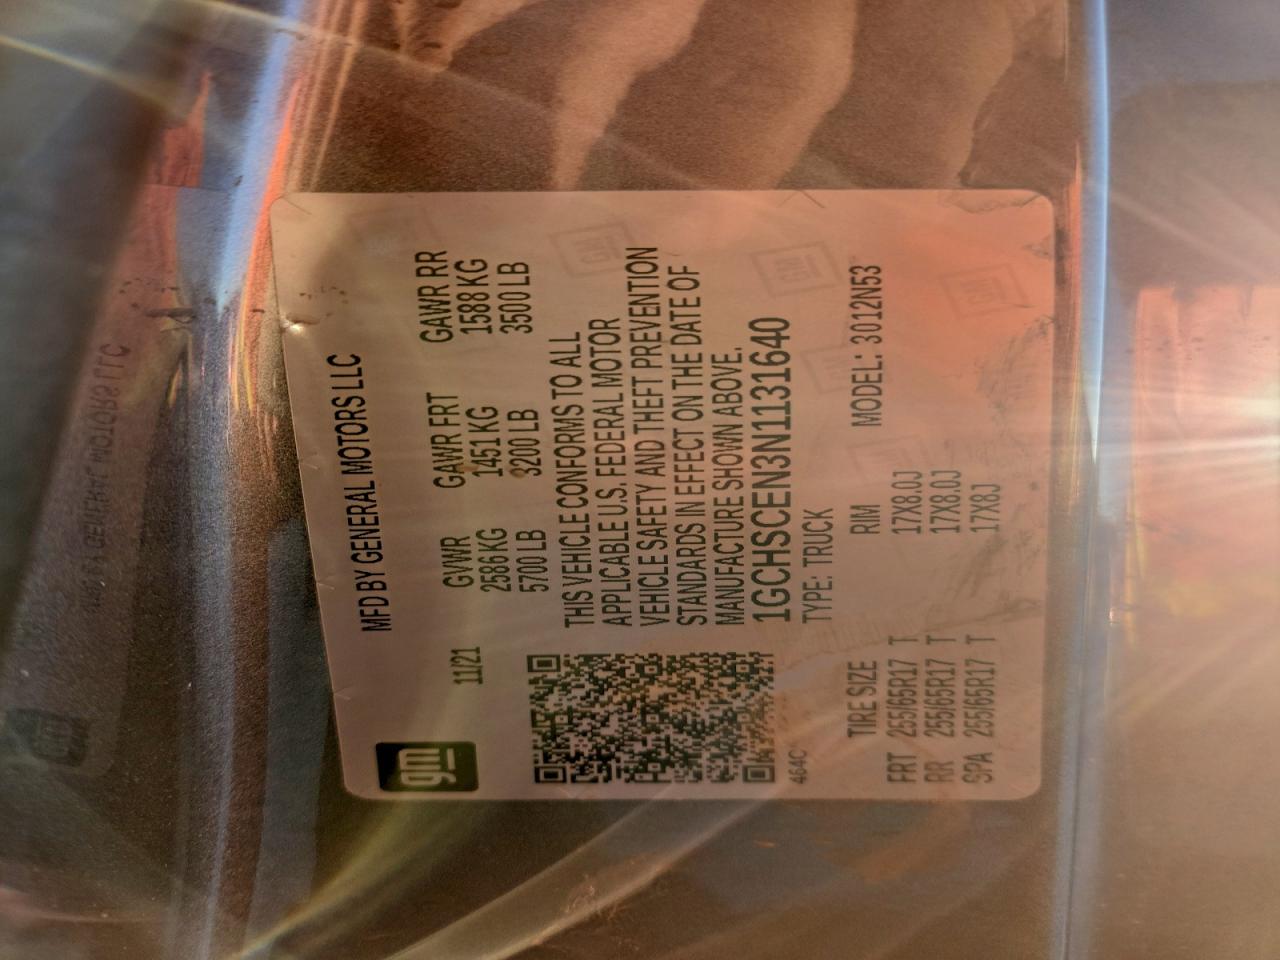 MFD BY GENERAL MOTORS LLC
gm
11/21 GVWR GAWR FRT GAWR RR
2586 KG 1451 KG 1588 KG
5700 LB 3200 LB 3500 LB
THIS VEHICLE CONFORMS TO ALL
APPLICABLE U.S. FEDERAL MOTOR
VEHICLE SAFETY AND THEFT PREVENTION
STANDARDS IN EFFECT ON THE DATE OF
MANUFACTURE SHOWN ABOVE.
1GCHSCEN3N1131640
464C TYPE: TRUCK
TIRE SIZE RIM MODEL: 3012N53
FRT 255/65R17 T 17X8.0J
RR 255/65R17 T 17X8.0J
SPA 255/65R17 T 17X8J